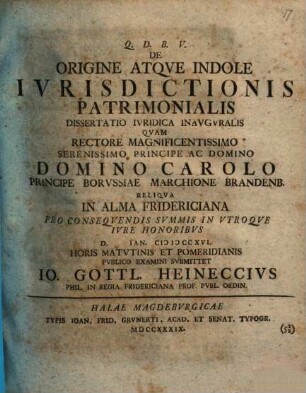 Q. D. B. V.
DE
ORIGINE ATQVE INDOLE
IVRISDICTIONIS
PATRIMONIALIS
DISSERTATIO IVRIDICA INAVGVRALIS
QVAM
RECTORE MAGNIFICENTISSIMO
SERENISSIMO PRINCIPE AC DOMINO
DOMINO CAROLO
PRINCIPE BORVSSIAE MARCHIONE BRANDENB.
RELIQVA
IN ALMA FRIDERICIANA
PRO CONSEQVENDIS SVMMIS IN VTROQVE
IVRE HONORIBVS
D. IAN. CIƆIƆCCXVI.
HORIS MATVTINIS ET POMERIDIANIS
PVBLICO EXAMINI SVBMITTET
IO. GOTTL. HEINECCIVS
PHIL. IN REGIA FRIDERICIANA PROF. PVBL. ORDIN.
HALAE MAGDEBVRGICAE
TYPIS IOAN. FRID. GRVNERTI, ACAD. ET SENAT. TYPOGR.
MDCCXXXIX.